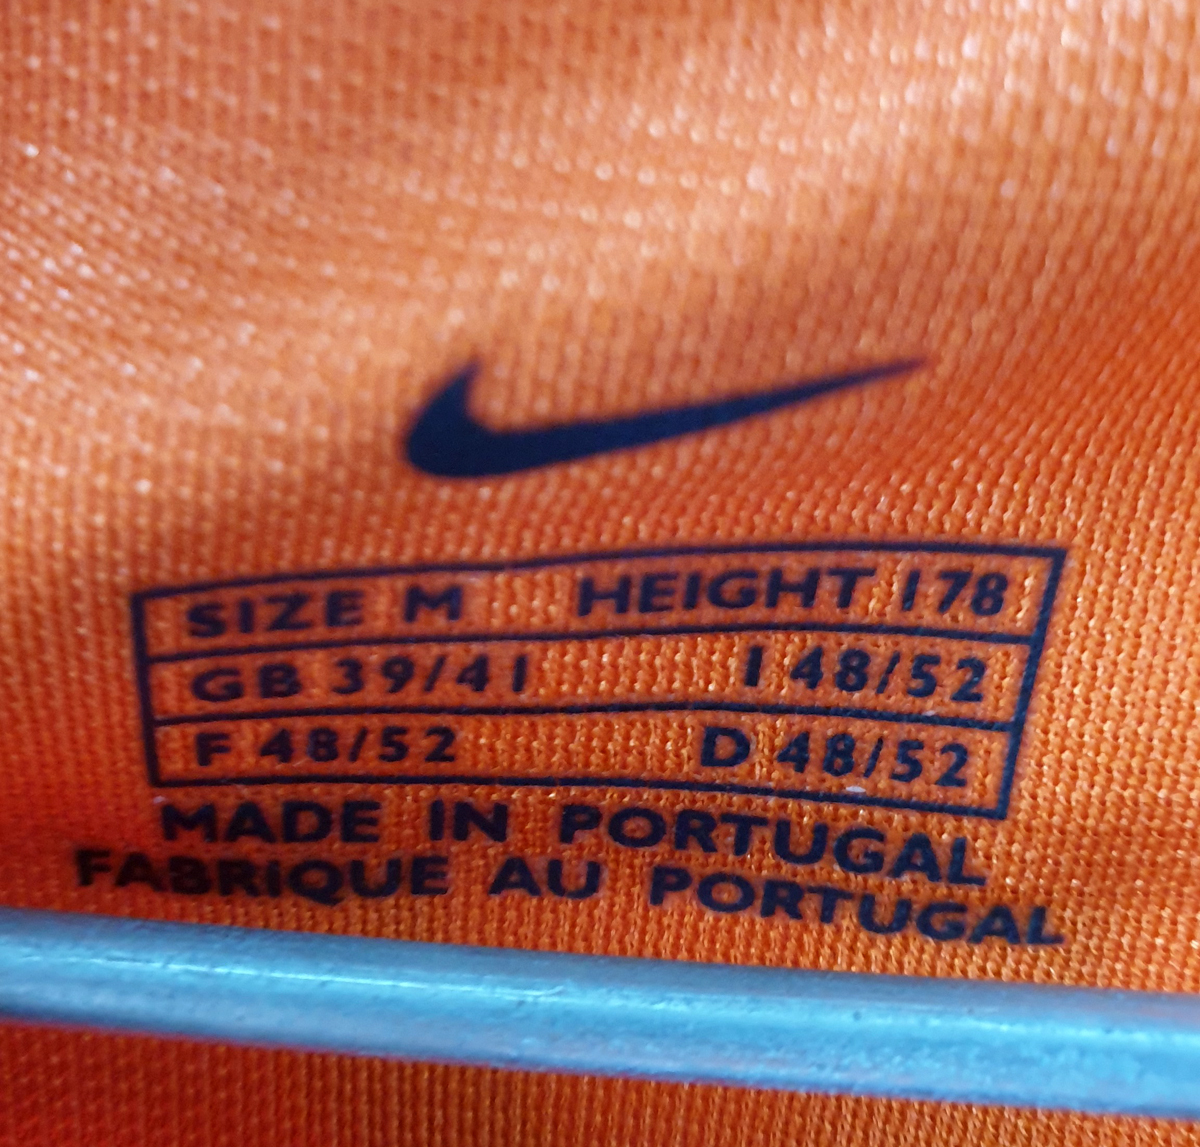 SIZE M HEIGHT 178
GB 39/41 I 48/52
F 48/52 D 48/52
MADE IN PORTUGAL
FABRIQUE AU PORTUGAL